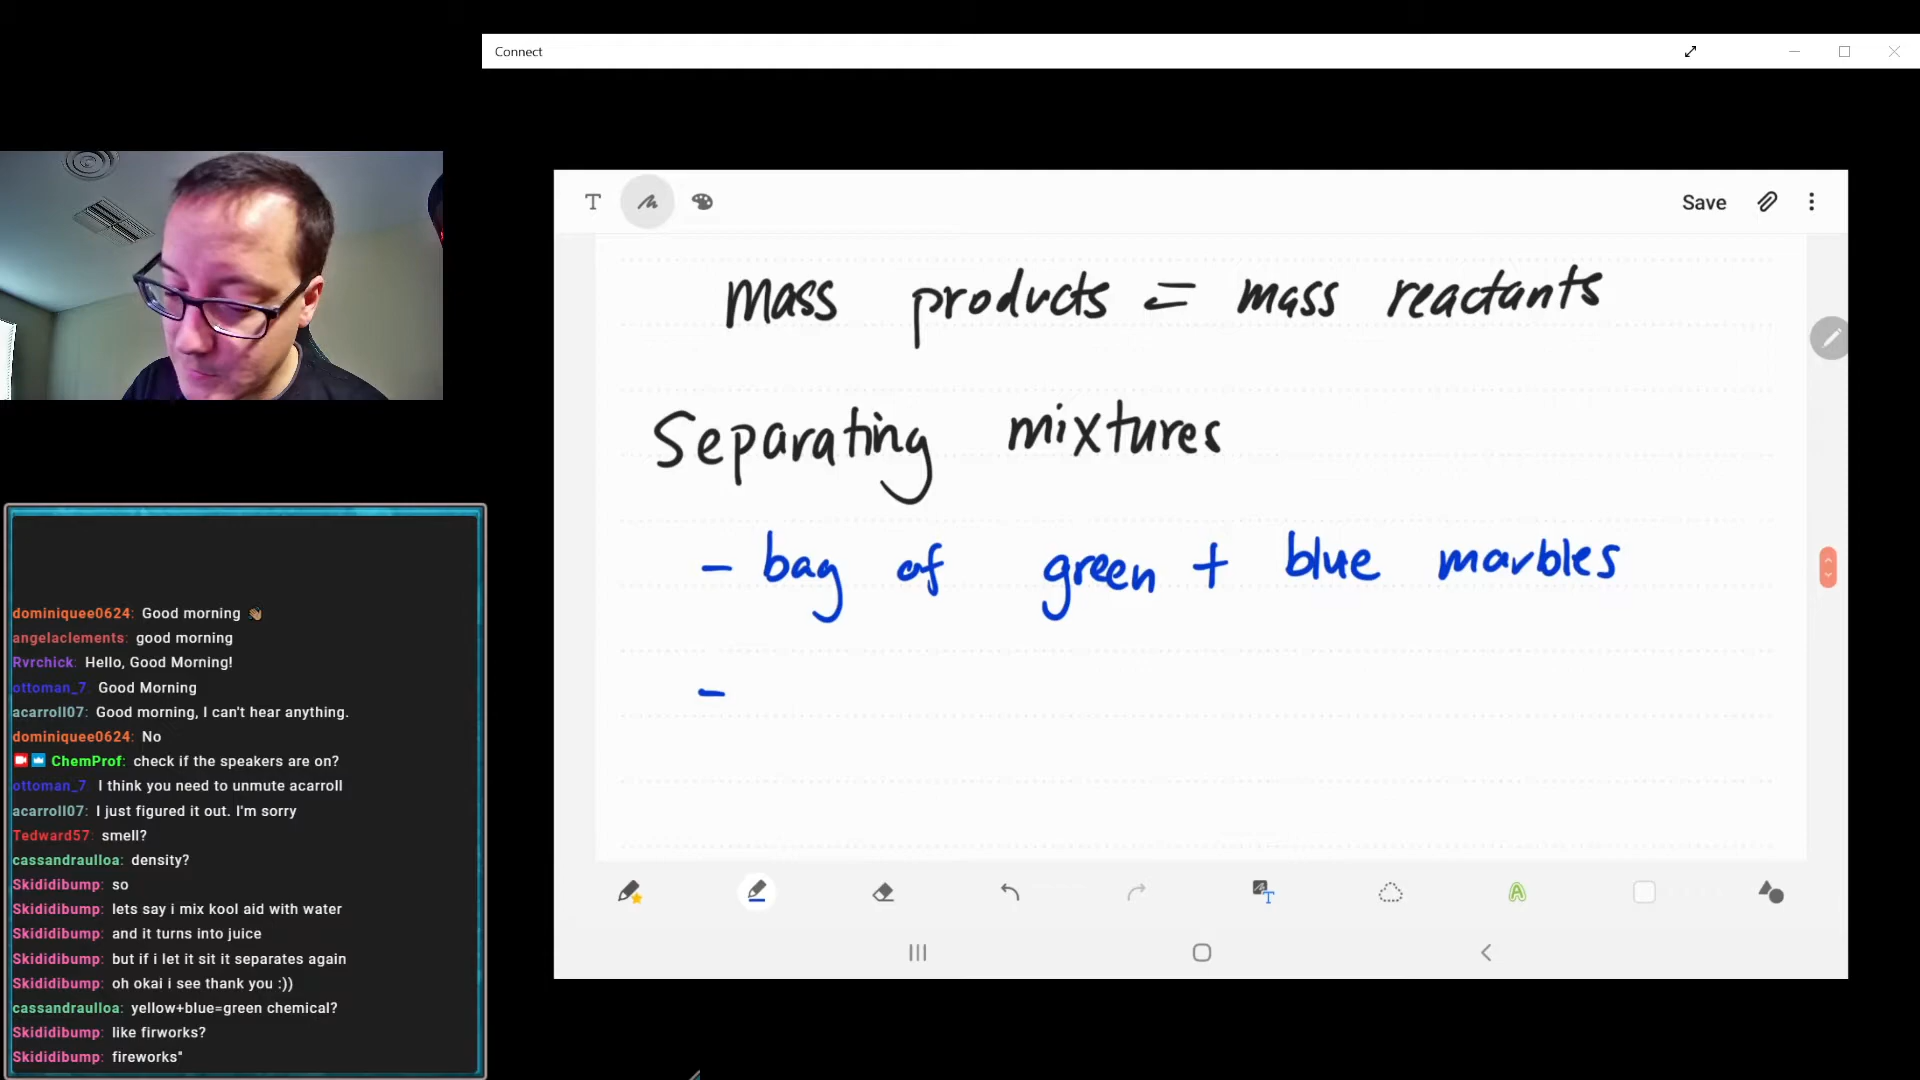 Connect
T
Save
mass products = mass reactants
Separating mixtures
- bag of green + blue marbles
-
dominiquee0624: Good morning 👋🏽
angelaclements: good morning
Rvrchick: Hello, Good Morning!
ottoman_7: Good Morning
acarroll07: Good morning, I can't hear anything.
dominiquee0624: No
ChemProf: check if the speakers are on?
ottoman_7: I think you need to unmute acarroll
acarroll07: I just figured it out. I'm sorry
Tedward57: smell?
cassandraulloa: density?
Skididibump: so
Skididibump: lets say i mix kool aid with water
Skididibump: and it turns into juice
Skididibump: but if i let it sit it separates again
Skididibump: oh okai i see thank you :))
cassandraulloa: yellow+blue=green chemical?
Skididibump: like firworks?
Skididibump: fireworks"